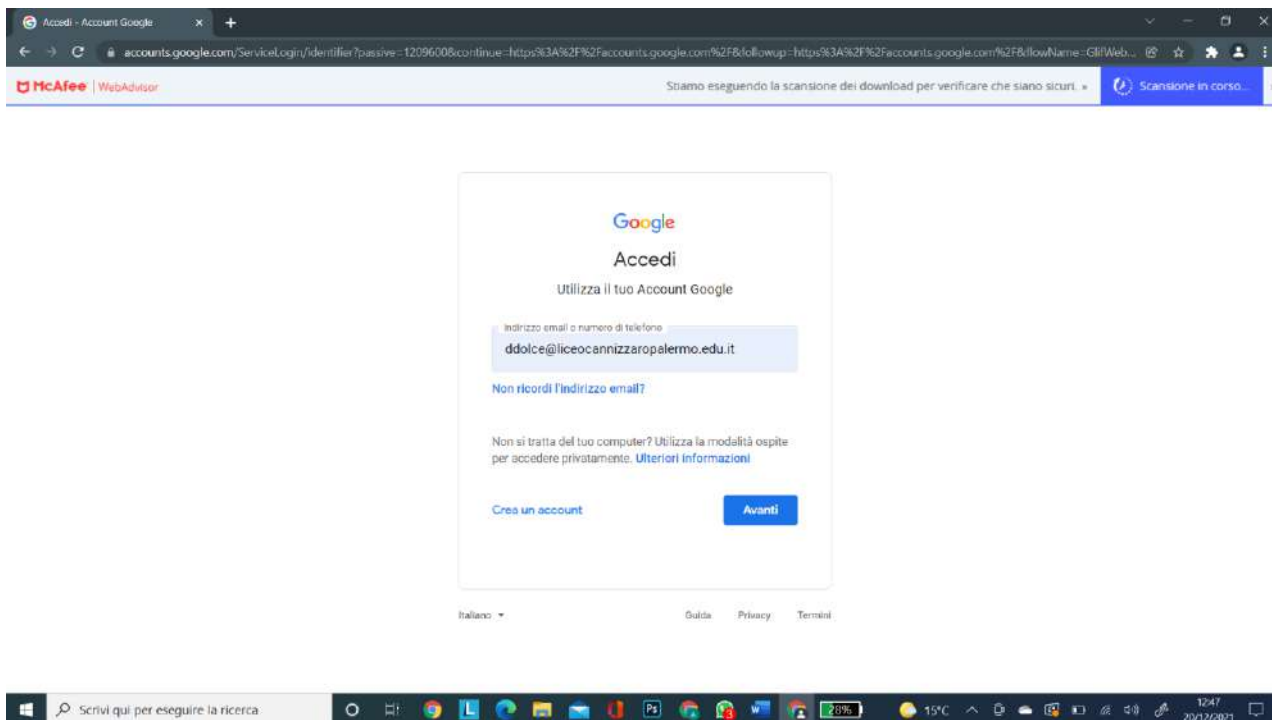 Accedi - Account Google
accounts.google.com/ServiceLogin/identifier?passive=1209600&continue=https%3A%2F%2Faccounts.google.com%2F&followup=https%3A%2F%2Faccounts.google.com%2F&flowName=GlifWeb...
McAfee | WebAdvisor
Stiamo eseguendo la scansione dei download per verificare che siano sicuri. »
Scansione in corso...
Google
Accedi
Utilizza il tuo Account Google
Indirizzo email o numero di telefono
ddolce@liceocannizzaropalermo.edu.it
Non ricordi l'indirizzo email?
Non si tratta del tuo computer? Utilizza la modalità ospite
per accedere privatamente. Ulteriori informazioni
Crea un account
Avanti
Italiano
Guida Privacy Termini
Scrivi qui per eseguire la ricerca
L
Ps
28%
15°C
12:47
20/12/2021